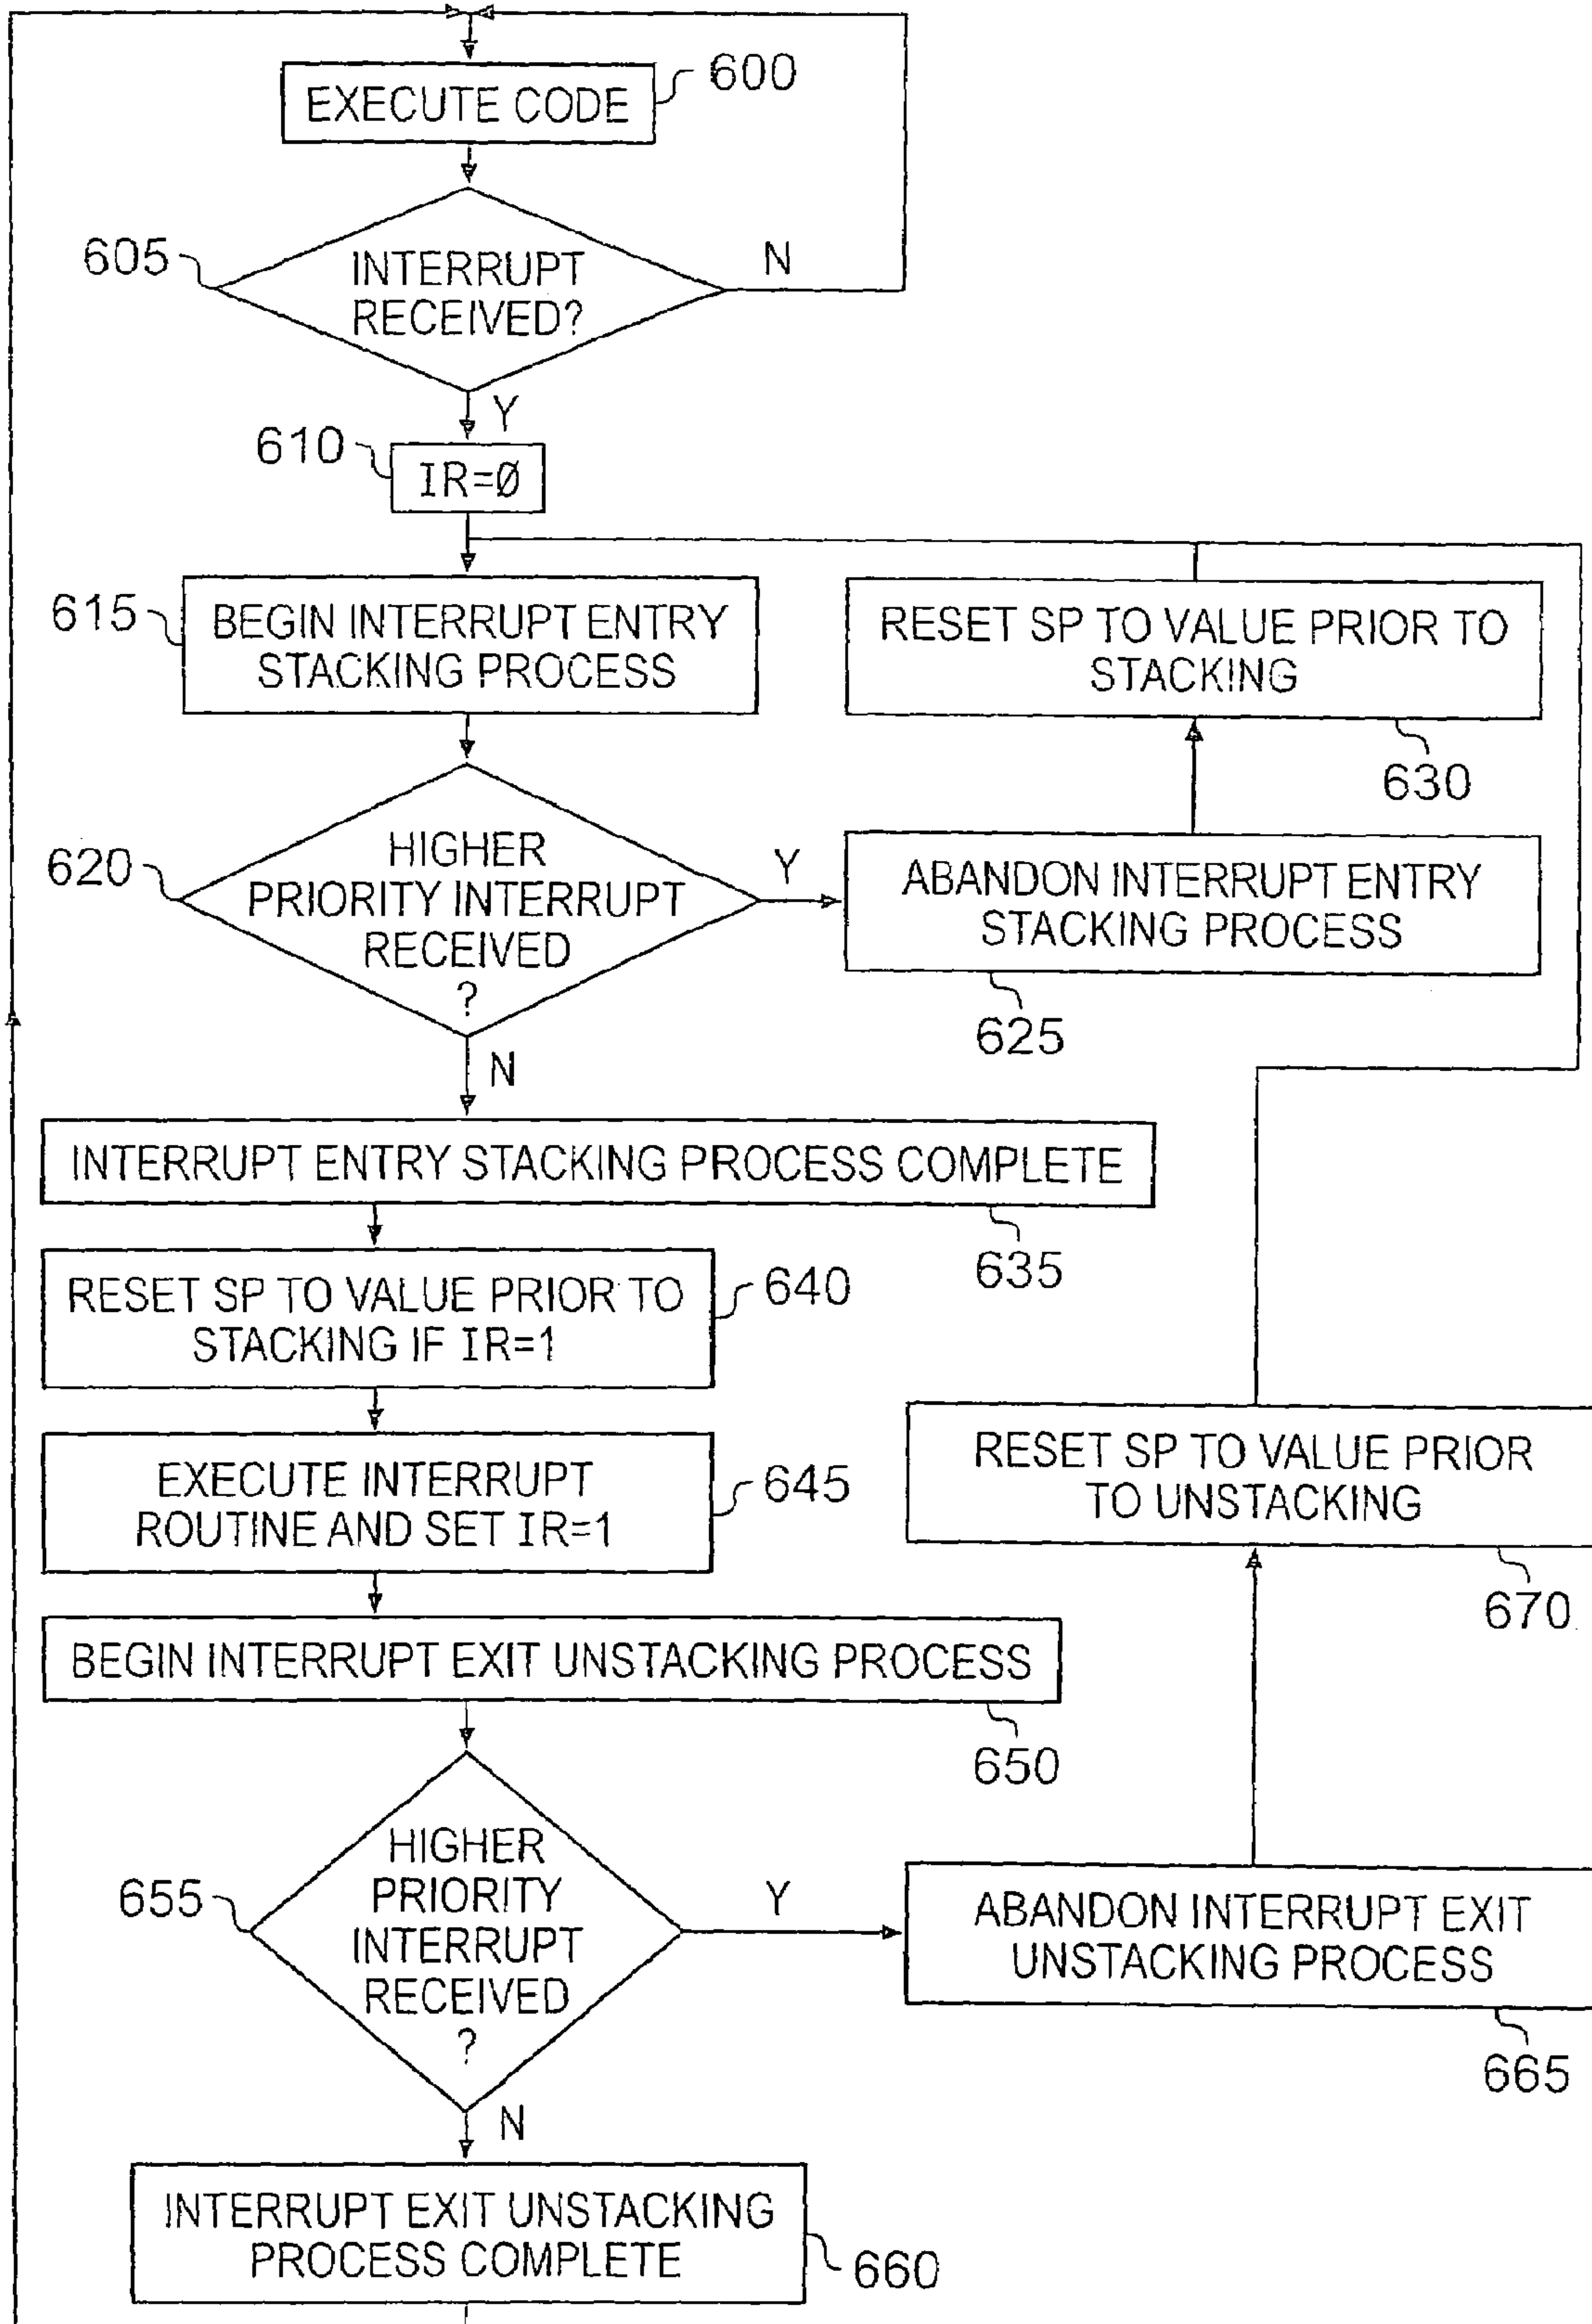 600
EXECUTE CODE
605
INTERRUPT
RECEIVED?
N
Y
610
IR=Ø
615
BEGIN INTERRUPT ENTRY
STACKING PROCESS
RESET SP TO VALUE PRIOR TO
STACKING
630
620
HIGHER
PRIORITY INTERRUPT
RECEIVED
?
Y
ABANDON INTERRUPT ENTRY
STACKING PROCESS
625
N
INTERRUPT ENTRY STACKING PROCESS COMPLETE
635
RESET SP TO VALUE PRIOR TO
STACKING IF IR=1
640
EXECUTE INTERRUPT
ROUTINE AND SET IR=1
645
RESET SP TO VALUE PRIOR
TO UNSTACKING
670
BEGIN INTERRUPT EXIT UNSTACKING PROCESS
650
655
HIGHER
PRIORITY
INTERRUPT
RECEIVED
?
Y
ABANDON INTERRUPT EXIT
UNSTACKING PROCESS
665
N
INTERRUPT EXIT UNSTACKING
PROCESS COMPLETE
660